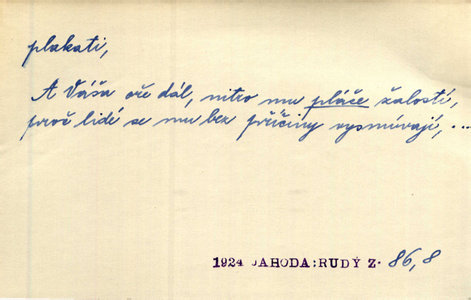 plakati,
A Váša oře dál, nitro mu pláče žalostí,
proč lidé se mu bez příčiny vysmívají, ...
1924 JAHODA: RUDÝ Z. 86,8